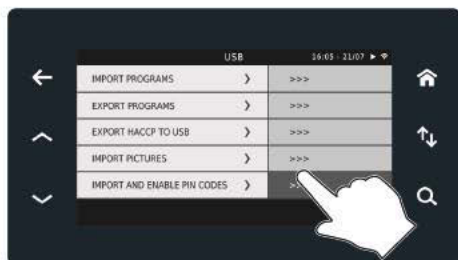 USB 16:05 - 21/07
IMPORT PROGRAMS > >>>
EXPORT PROGRAMS > >>>
EXPORT HACCP TO USB > >>>
IMPORT PICTURES > >>>
IMPORT AND ENABLE PIN CODES > >>